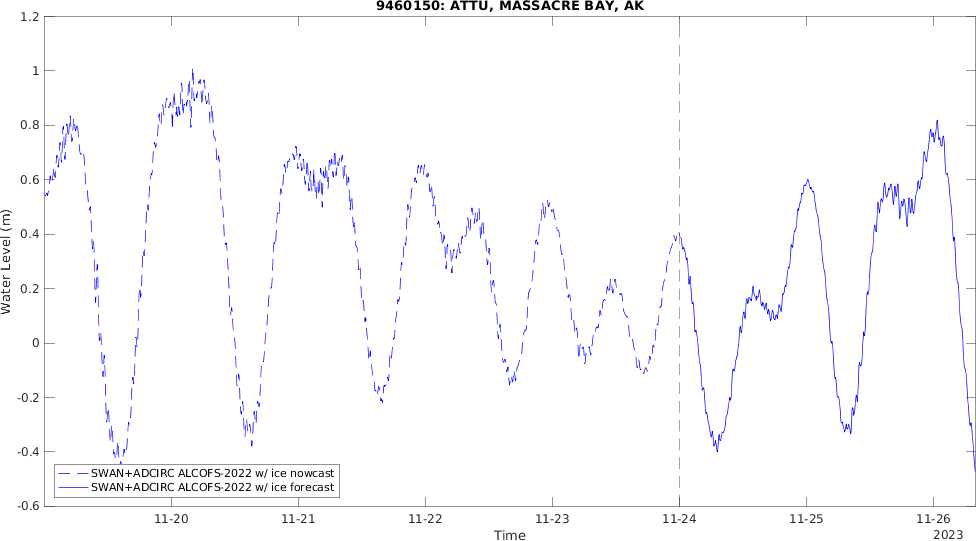 9460150: ATTU, MASSACRE BAY, AK
1.2
1
0.8
0.6
0.4
0.2
0
-0.2
-0.4
-0.6
Water Level (m)
SWAN+ADCIRC ALCOFS-2022 w/ ice nowcast
SWAN+ADCIRC ALCOFS-2022 w/ ice forecast
11-20 11-21 11-22 11-23 11-24 11-25 11-26
Time
2023